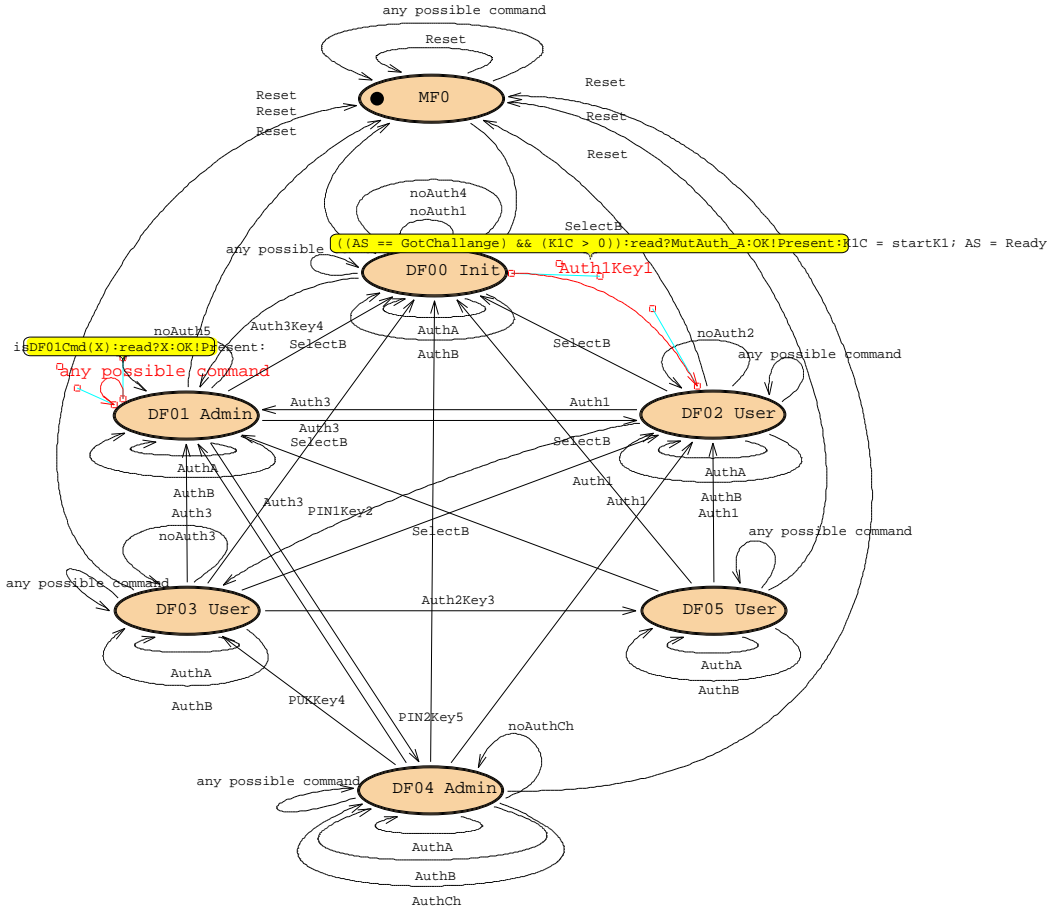 any possible command
Reset
MF0
Reset
Reset
Reset
Reset
Reset
Reset
noAuth4
noAuth1
SelectB
((AS == GotChallange) && (K1C > 0)):read?MutAuth_A:OK!Present:K1C = startK1; AS = Ready
any possible
DF00 Init
Auth1Key1
Auth3Key4
AuthA
noAuth5
noAuth2
SelectB
SelectB
isDF01Cmd(X):read?X:OK!Present:
AuthB
any possible command
any possible command
Auth3
Auth1
DF01 Admin
DF02 User
Auth3
SelectB
SelectB
AuthA
AuthA
Auth1
AuthB
AuthB
Auth3
Auth1
Auth3
PIN1Key2
Auth1
noAuth3
SelectB
any possible command
any possible command
Auth2Key3
DF03 User
DF05 User
AuthA
AuthA
AuthB
AuthB
PUKKey4
PIN2Key5
noAuthCh
any possible command
DF04 Admin
AuthA
AuthB
AuthCh